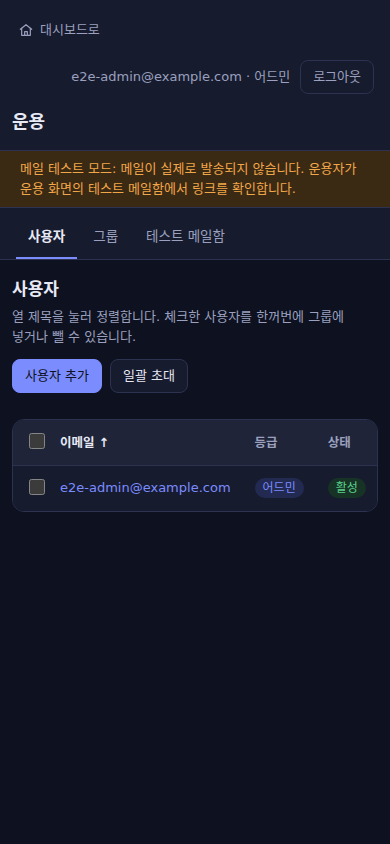 대시보드로
e2e-admin@example.com · 어드민
로그아웃
운용
메일 테스트 모드: 메일이 실제로 발송되지 않습니다. 운용자가
운용 화면의 테스트 메일함에서 링크를 확인합니다.
사용자
그룹
테스트 메일함
사용자
열 제목을 눌러 정렬합니다. 체크한 사용자를 한꺼번에 그룹에
넣거나 뺄 수 있습니다.
사용자 추가
일괄 초대
이메일 ↑
등급
상태
e2e-admin@example.com
어드민
활성